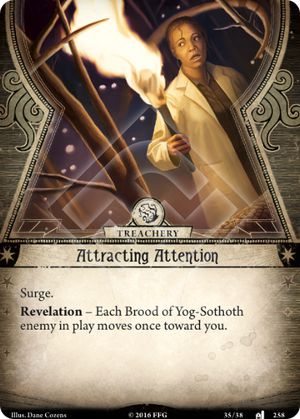 TREACHERY
Attracting Attention
Surge.
Revelation – Each Brood of Yog-Sothoth
enemy in play moves once toward you.
Illus. Dane Cozens © 2016 FFG 35/38 258